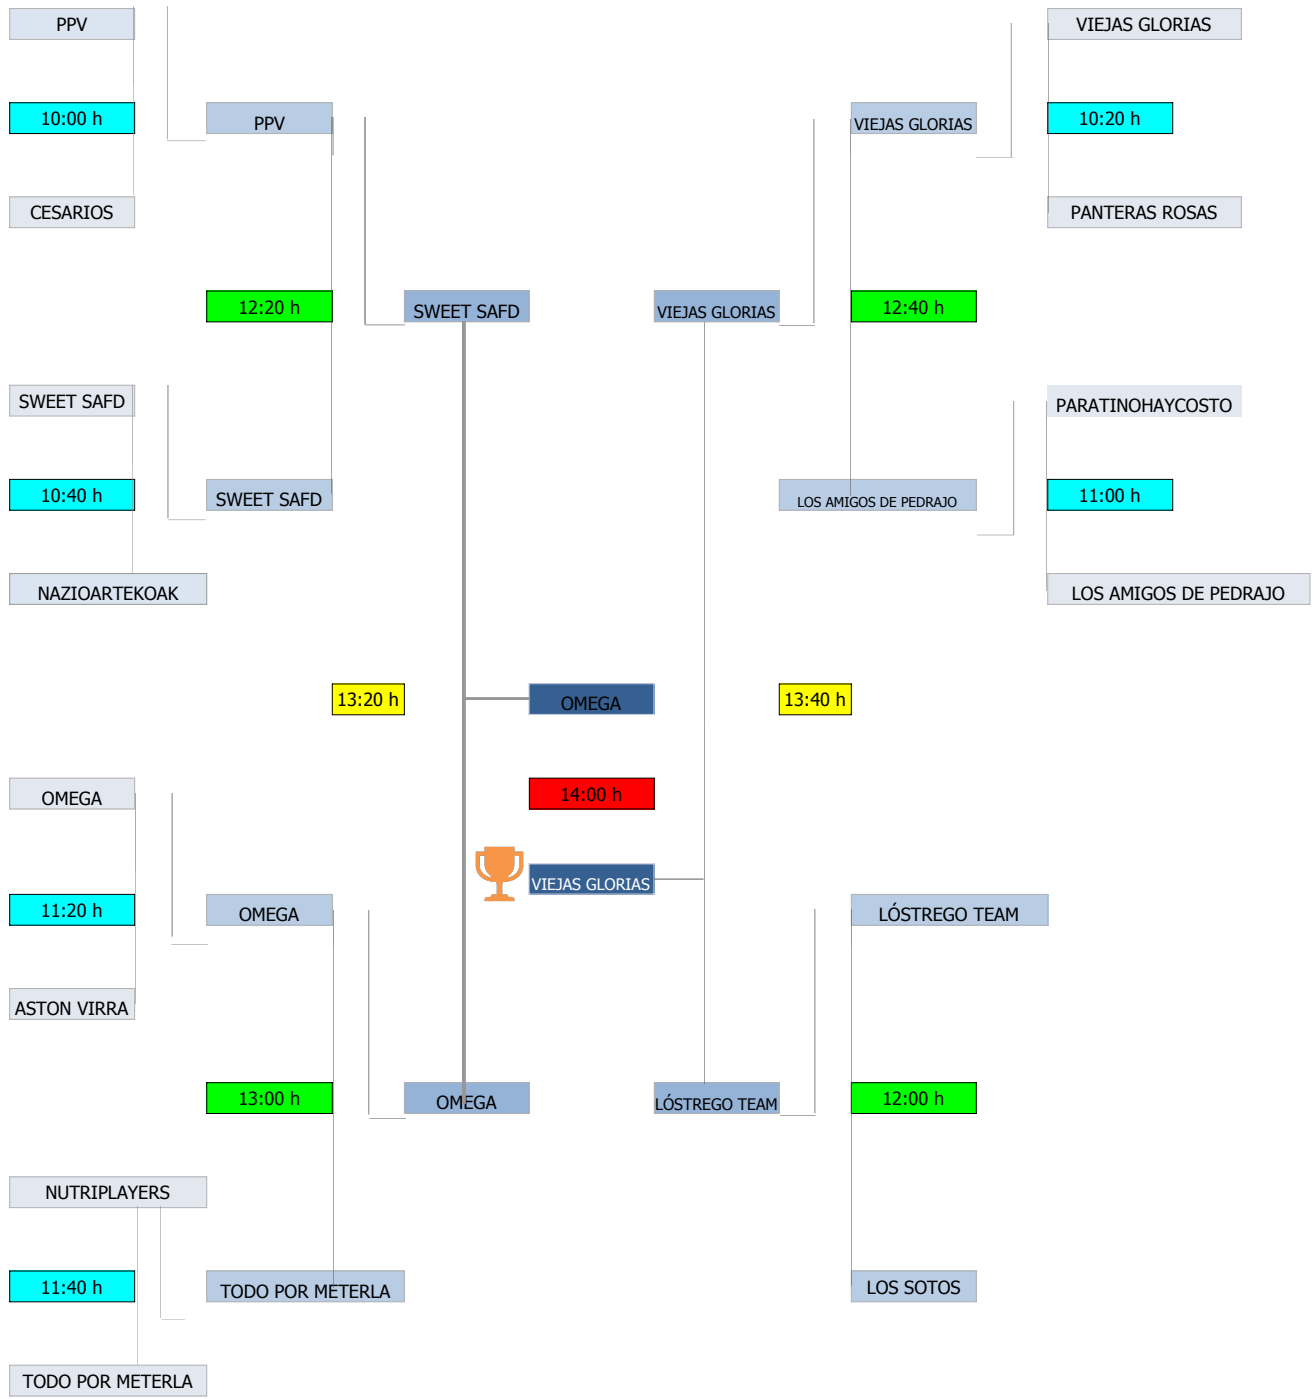 PPV
VIEJAS GLORIAS
10:00 h
PPV
VIEJAS GLORIAS
10:20 h
CESARIOS
PANTERAS ROSAS
12:20 h
SWEET SAFD
VIEJAS GLORIAS
12:40 h
SWEET SAFD
PARATINOHAYCOSTO
10:40 h
SWEET SAFD
LOS AMIGOS DE PEDRAJO
11:00 h
NAZIOARTEKOAK
LOS AMIGOS DE PEDRAJO
13:20 h
OMEGA
13:40 h
OMEGA
14:00 h
VIEJAS GLORIAS
11:20 h
OMEGA
LÓSTREGO TEAM
ASTON VIRRA
13:00 h
OMEGA
LÓSTREGO TEAM
12:00 h
NUTRIPLAYERS
11:40 h
TODO POR METERLA
LOS SOTOS
TODO POR METERLA